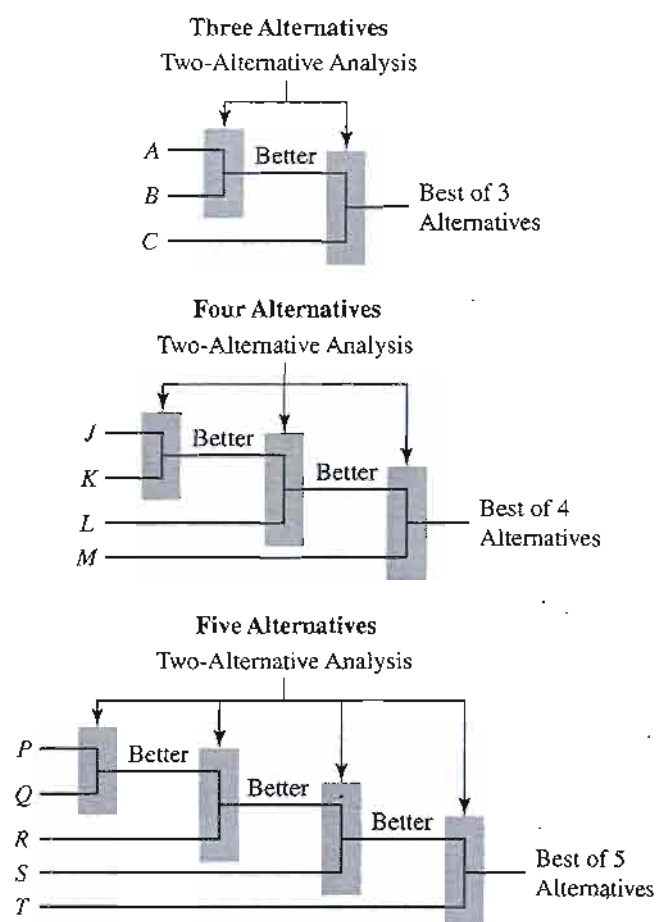 Three Alternatives
Two-Alternative Analysis
A
Better
B
Best of 3
Alternatives
C
Four Alternatives
Two-Alternative Analysis
J
Better
K
Better
L
Best of 4
Alternatives
M
Five Alternatives
Two-Alternative Analysis
P
Better
Q
Better
R
Better
S
Best of 5
Alternatives
T